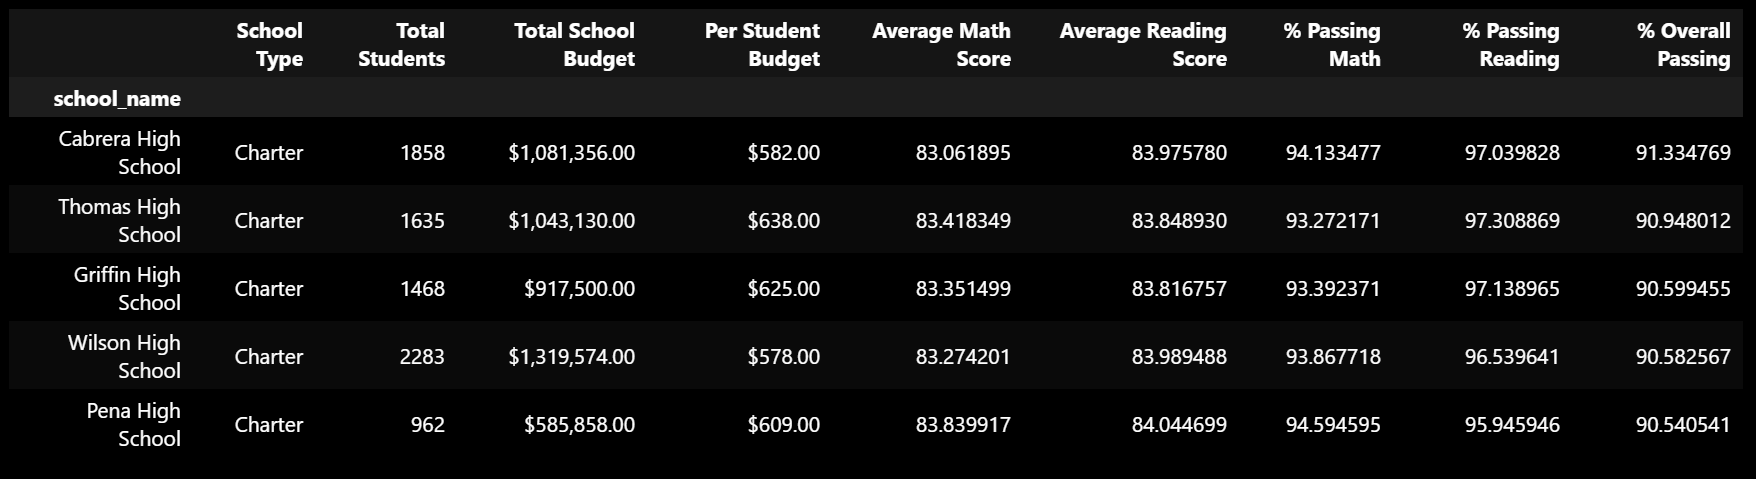 School Type Total Students Total School Budget Per Student Budget Average Math Score Average Reading Score % Passing Math % Passing Reading % Overall Passing
school_name
Cabrera High School Charter 1858 $1,081,356.00 $582.00 83.061895 83.975780 94.133477 97.039828 91.334769
Thomas High School Charter 1635 $1,043,130.00 $638.00 83.418349 83.848930 93.272171 97.308869 90.948012
Griffin High School Charter 1468 $917,500.00 $625.00 83.351499 83.816757 93.392371 97.138965 90.599455
Wilson High School Charter 2283 $1,319,574.00 $578.00 83.274201 83.989488 93.867718 96.539641 90.582567
Pena High School Charter 962 $585,858.00 $609.00 83.839917 84.044699 94.594595 95.945946 90.540541